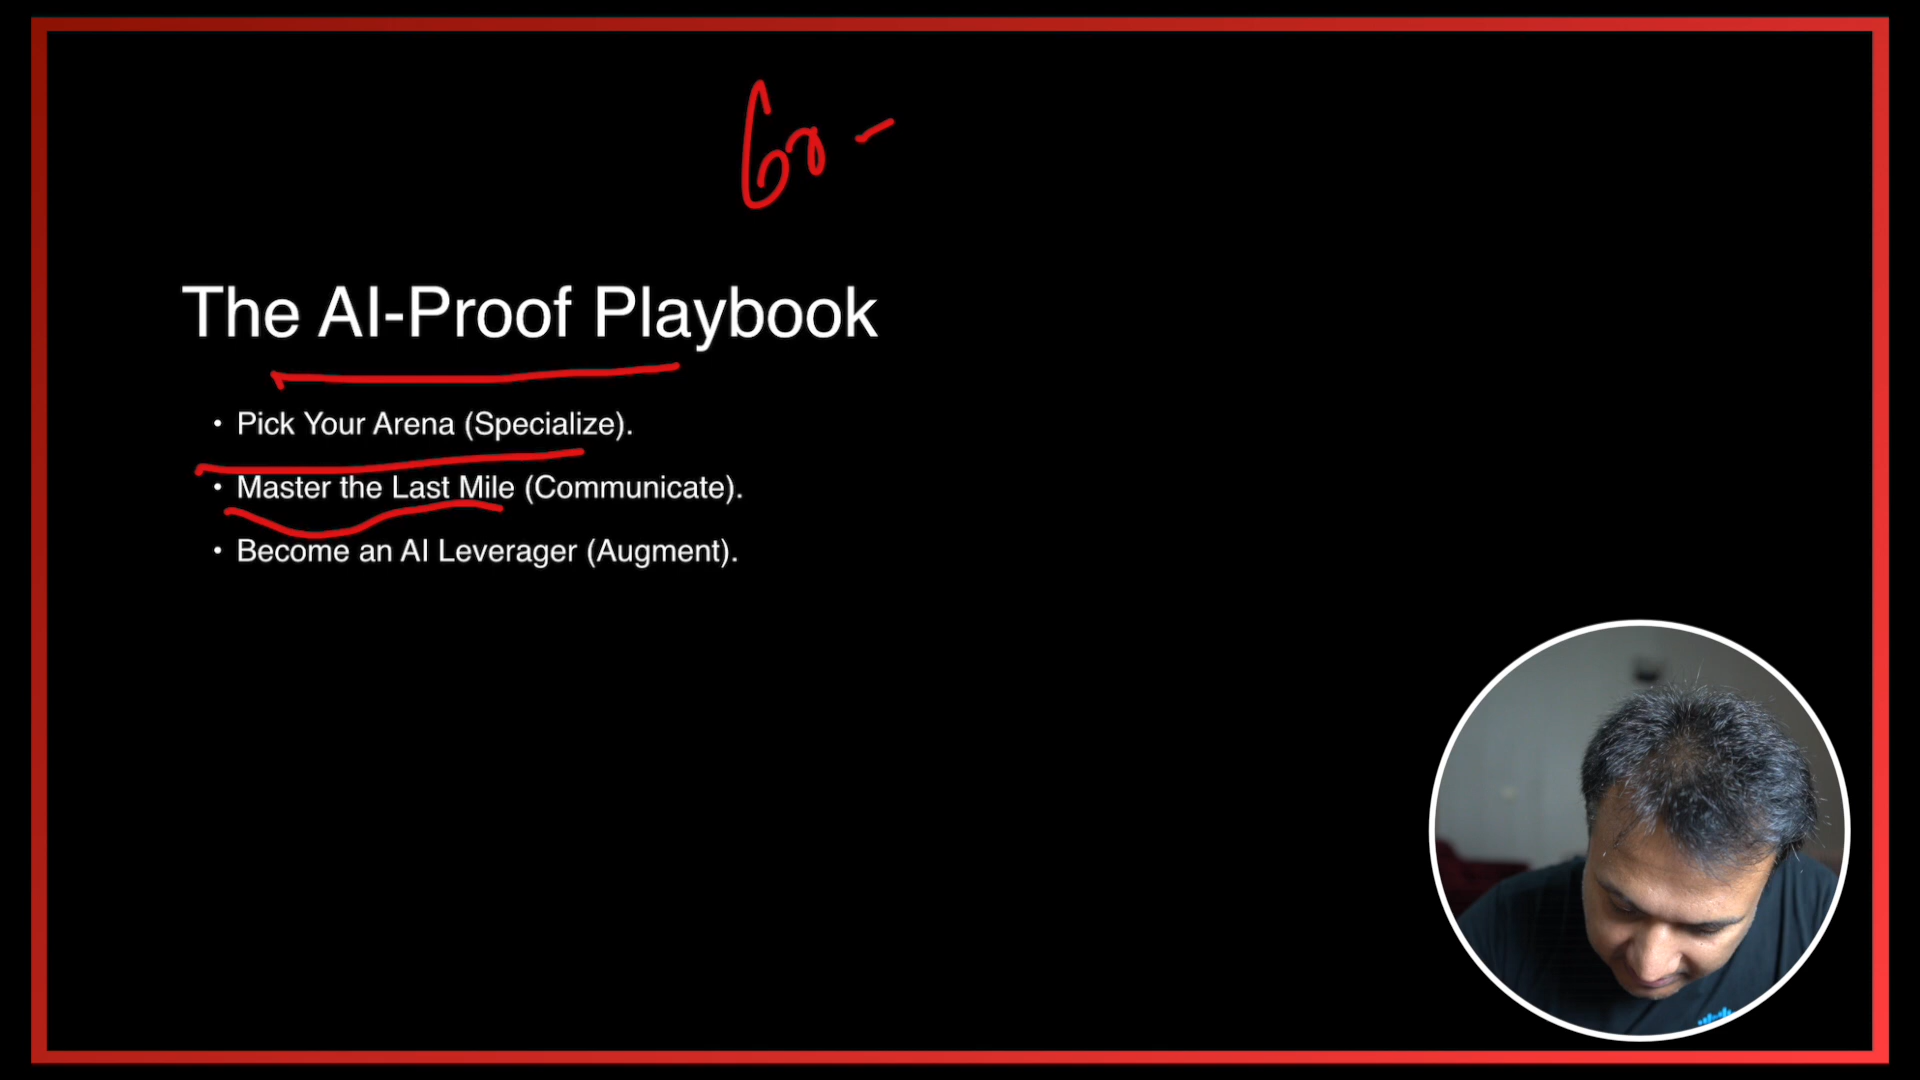 The AI-Proof Playbook
• Pick Your Arena (Specialize).
• Master the Last Mile (Communicate).
• Become an AI Leverager (Augment).